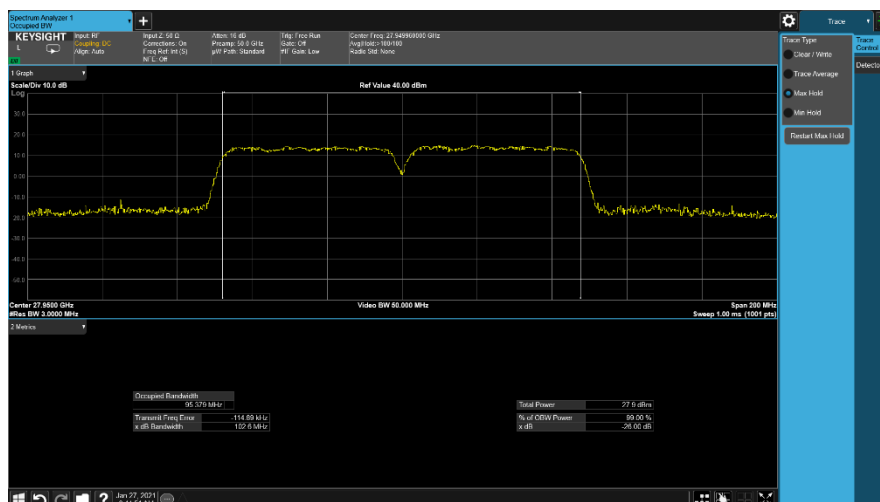 Spectrum Analyzer 1
Occupied BW
Trace
KEYSIGHT
L
Input: RF
Coupling: DC
Align: Auto
Input Z: 50 Ω
Corrections: On
Freq Ref: Int (S)
NFE: Off
Atten: 16 dB
Preamp: 50.0 GHz
µW Path: Standard
Trig: Free Run
Gate: Off
#IF Gain: Low
Center Freq: 27.949960000 GHz
Avg|Hold:>100/100
Radio Std: None
Trace Type
Clear / Write
Trace Average
Max Hold
Min Hold
Restart Max Hold
Trace
Control
Detector
1 Graph
Scale/Div 10.0 dB
Ref Value 40.00 dBm
Log
30.0
20.0
10.0
0.00
-10.0
-20.0
-30.0
-40.0
-50.0
Center 27.9500 GHz
Video BW 50.000 MHz
Span 200 MHz
#Res BW 3.0000 MHz
Sweep 1.00 ms (1001 pts)
2 Metrics
Occupied Bandwidth
95.379 MHz
Total Power 27.9 dBm
Transmit Freq Error -114.89 kHz
% of OBW Power 99.00 %
x dB Bandwidth 102.6 MHz
x dB -26.00 dB
Jan 27, 2021